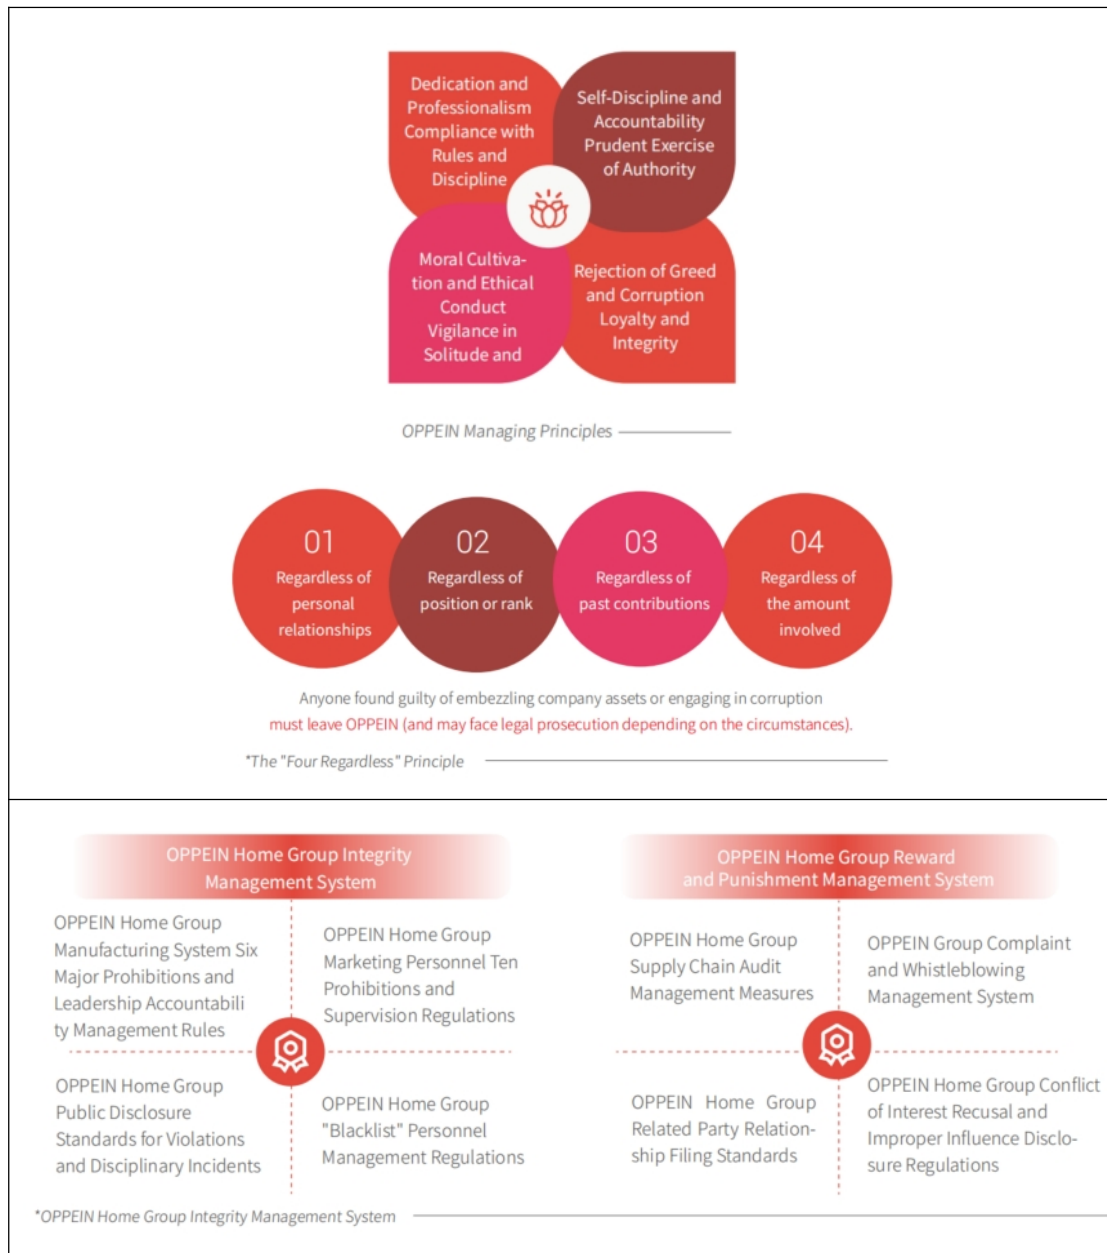 Dedication and
Professionalism
Compliance with
Rules and
Discipline
Self-Discipline and
Accountability
Prudent Exercise
of Authority
Moral Cultiva-
tion and Ethical
Conduct
Vigilance in
Solitude and
Rejection of Greed
and Corruption
Loyalty and
Integrity
OPPEIN Managing Principles
01
Regardless of
personal
relationships
02
Regardless of
position or rank
03
Regardless of
past contributions
04
Regardless of
the amount
involved
Anyone found guilty of embezzling company assets or engaging in corruption
must leave OPPEIN (and may face legal prosecution depending on the circumstances).
*The "Four Regardless" Principle
OPPEIN Home Group Integrity
Management System
OPPEIN Home Group
Manufacturing System Six
Major Prohibitions and
Leadership Accountabili
ty Management Rules
OPPEIN Home Group
Marketing Personnel Ten
Prohibitions and
Supervision Regulations
OPPEIN Home Group
Public Disclosure
Standards for Violations
and Disciplinary Incidents
OPPEIN Home Group
"Blacklist" Personnel
Management Regulations
OPPEIN Home Group Reward
and Punishment Management System
OPPEIN Home Group
Supply Chain Audit
Management Measures
OPPEIN Group Complaint
and Whistleblowing
Management System
OPPEIN Home Group
Related Party Relation-
ship Filing Standards
OPPEIN Home Group Conflict
of Interest Recusal and
Improper Influence Disclo-
sure Regulations
*OPPEIN Home Group Integrity Management System